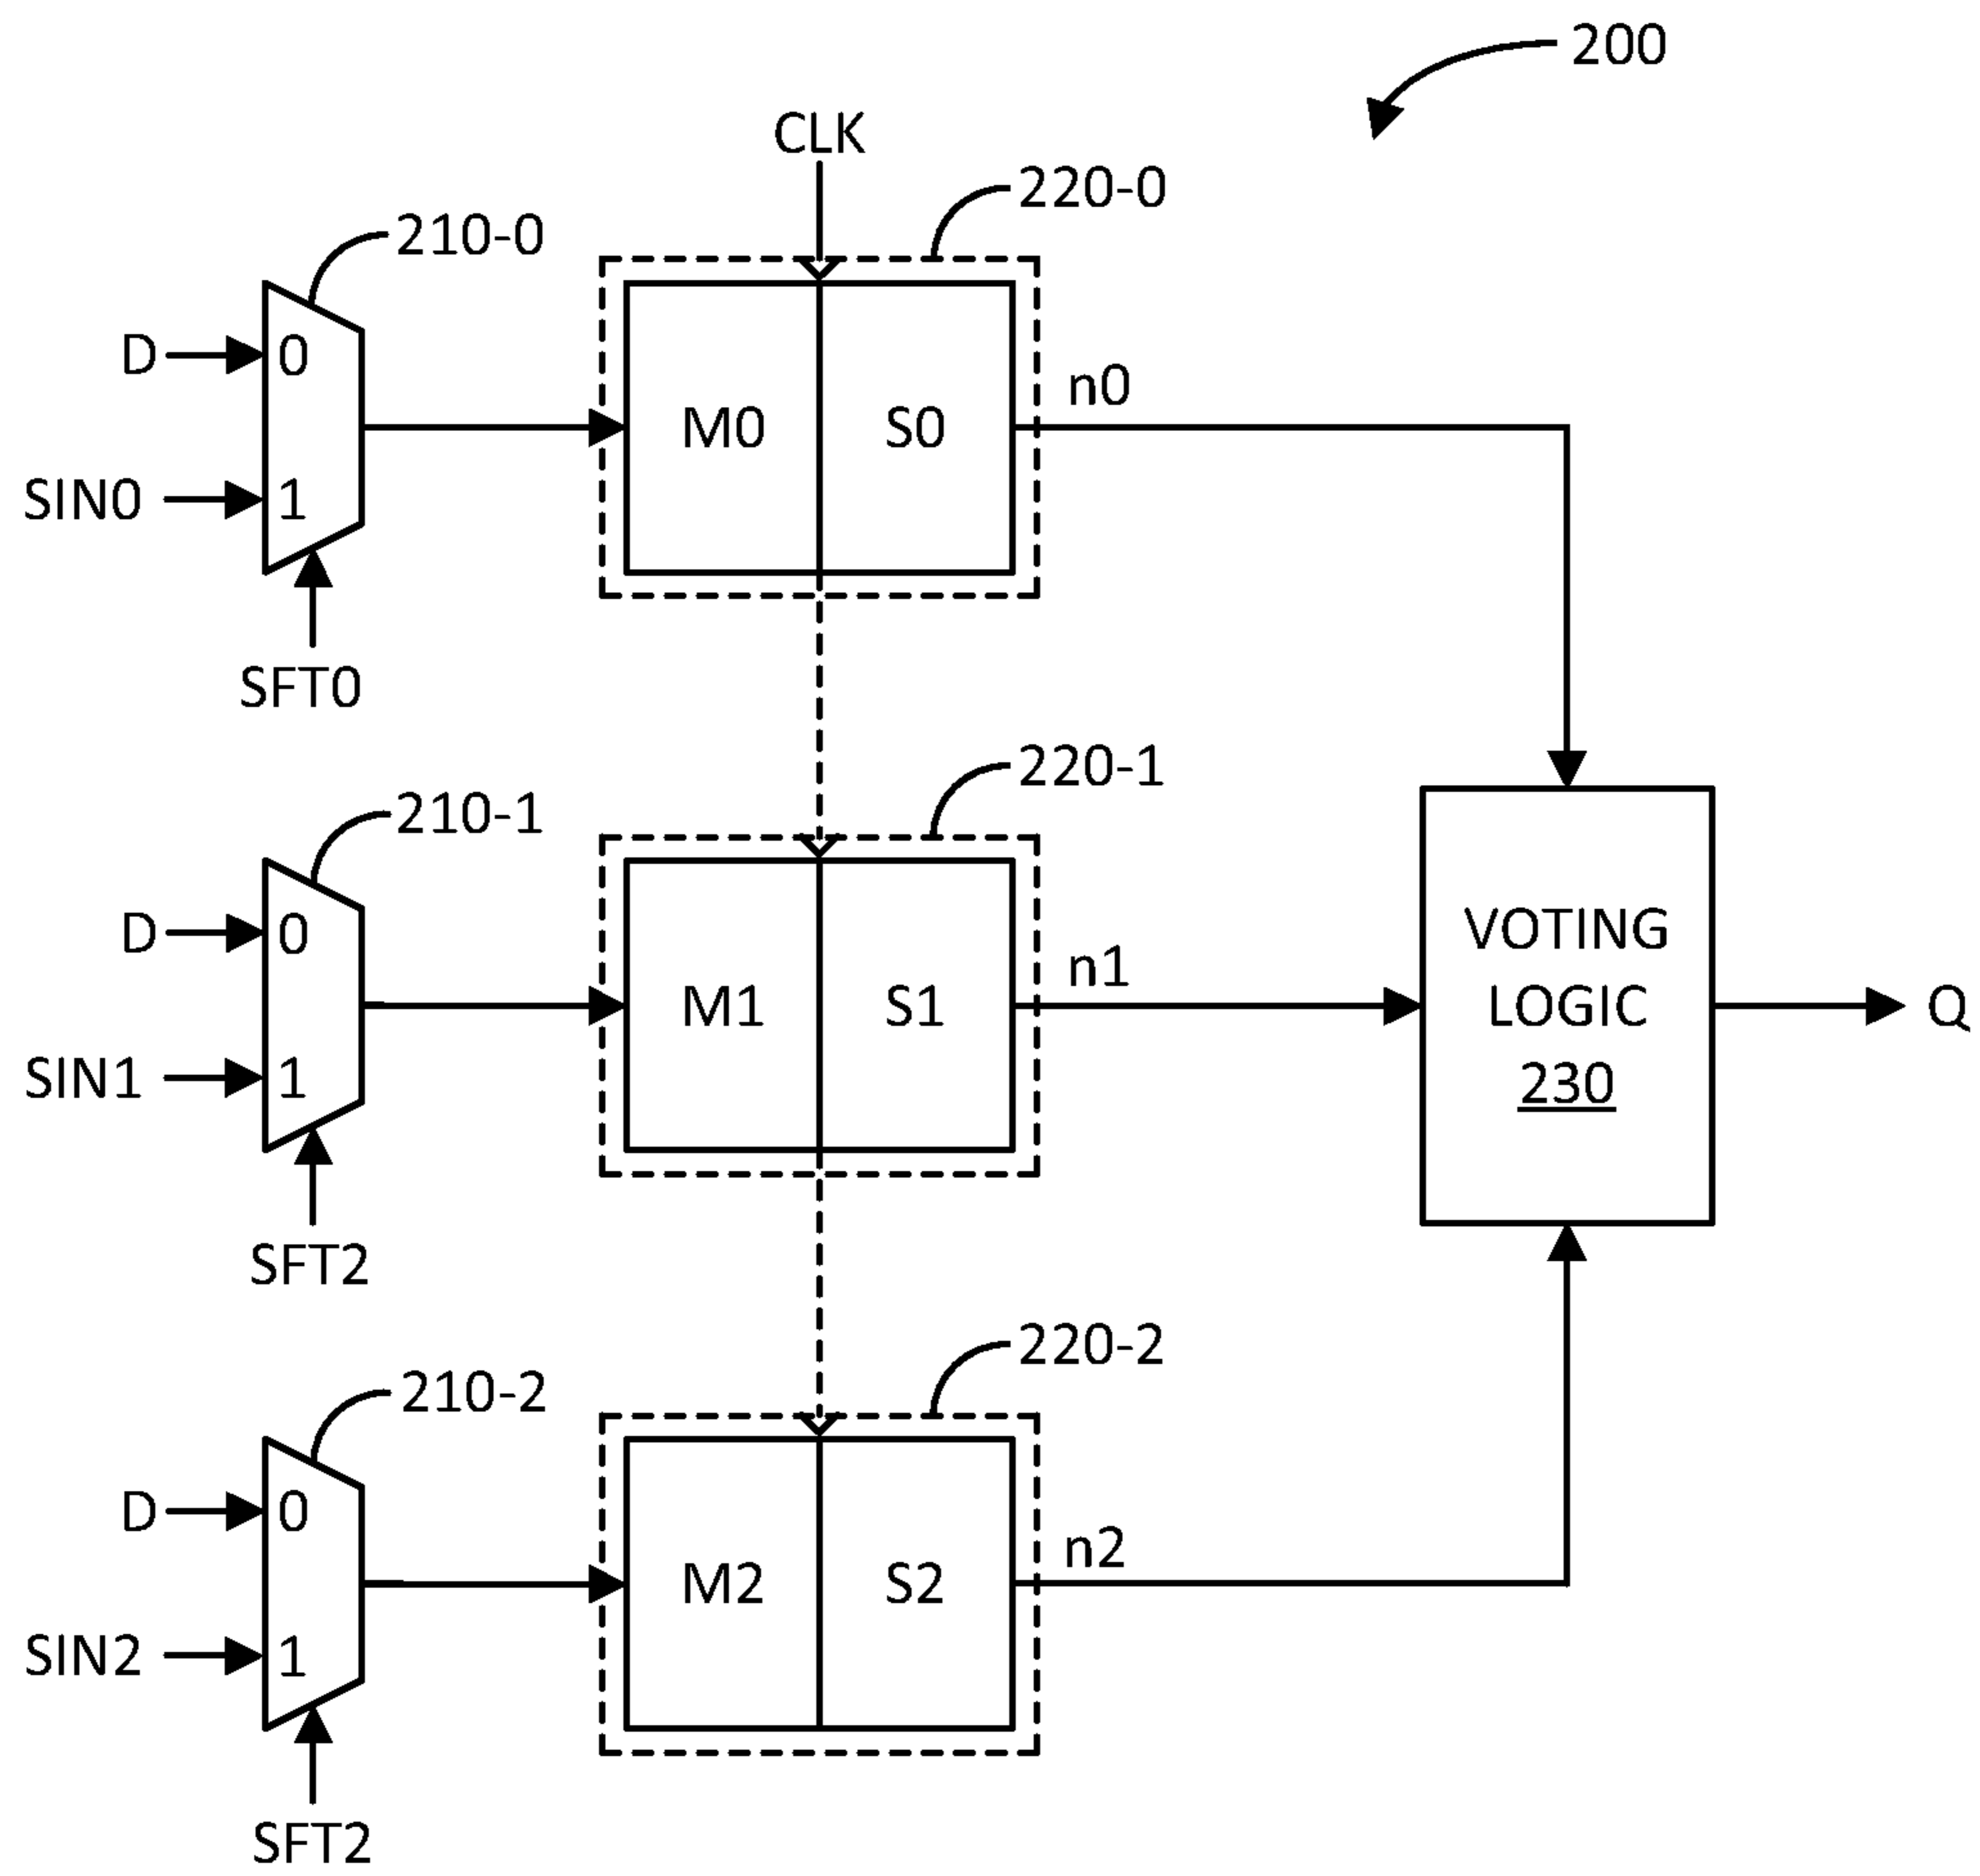 200
CLK
220-0
210-0
D
0
n0
M0
S0
SIN0
1
SFT0
220-1
210-1
D
0
n1
M1
S1
SIN1
1
VOTING
LOGIC
230
Q
SFT2
220-2
210-2
D
0
n2
M2
S2
SIN2
1
SFT2